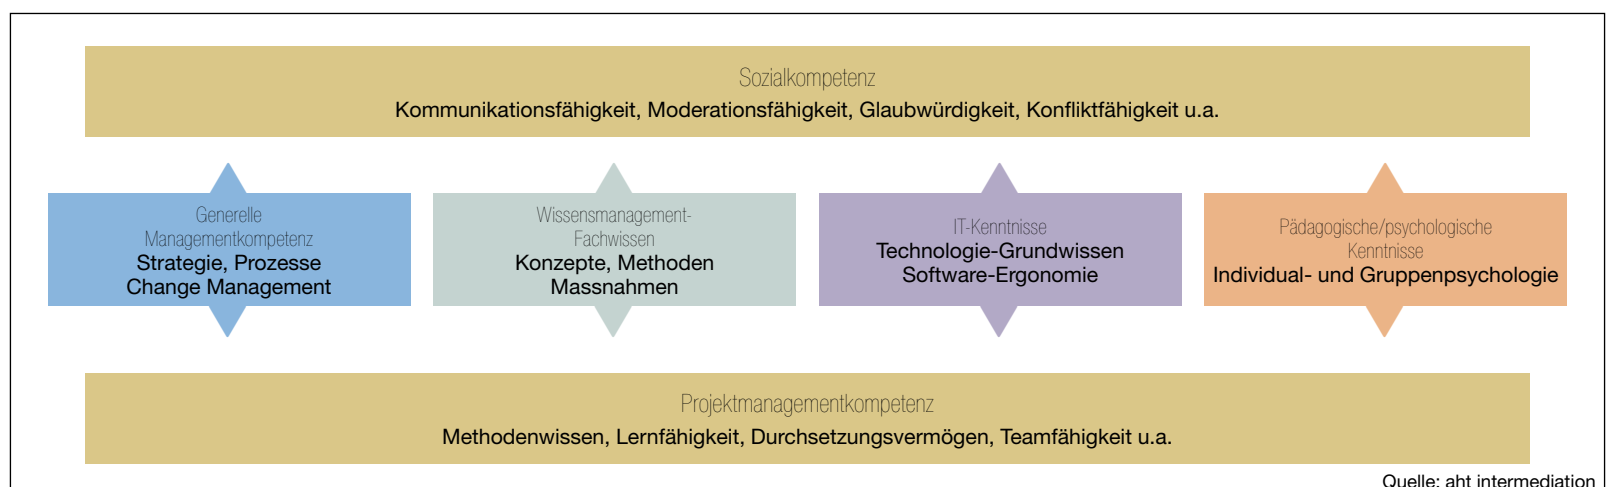 Sozialkompetenz
Kommunikationsfähigkeit, Moderationsfähigkeit, Glaubwürdigkeit, Konfliktfähigkeit u.a.
Generelle
Managementkompetenz
Strategie, Prozesse
Change Management
Wissensmanagement-
Fachwissen
Konzepte, Methoden
Massnahmen
IT-Kenntnisse
Technologie-Grundwissen
Software-Ergonomie
Pädagogische/psychologische
Kenntnisse
Individual- und Gruppenpsychologie
Projektmanagementkompetenz
Methodenwissen, Lernfähigkeit, Durchsetzungsvermögen, Teamfähigkeit u.a.
Quelle: aht intermediation